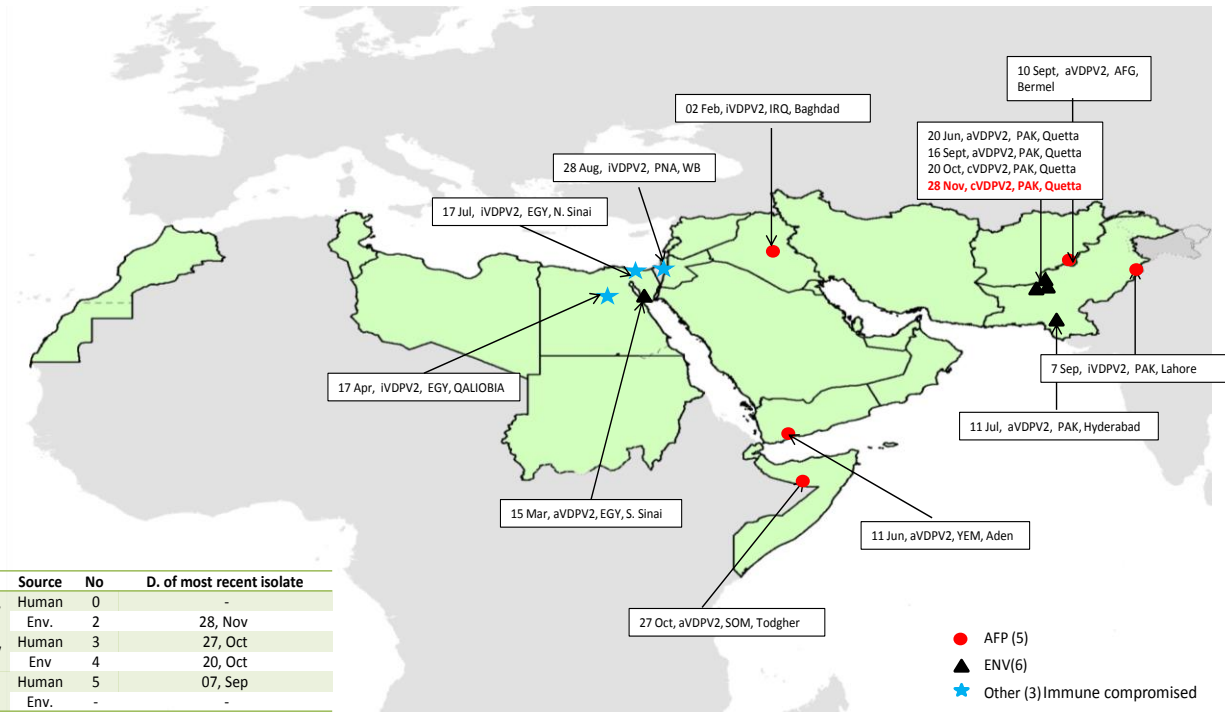 10 Sept, aVDPV2, AFG,
Bermel
02 Feb, iVDPV2, IRQ, Baghdad
20 Jun, aVDPV2, PAK, Quetta
16 Sept, aVDPV2, PAK, Quetta
20 Oct, cVDPV2, PAK, Quetta
28 Nov, cVDPV2, PAK, Quetta
28 Aug, iVDPV2, PNA, WB
17 Jul, iVDPV2, EGY, N. Sinai
17 Apr, iVDPV2, EGY, QALIOBIA
7 Sep, iVDPV2, PAK, Lahore
11 Jul, aVDPV2, PAK, Hyderabad
15 Mar, aVDPV2, EGY, S. Sinai
11 Jun, aVDPV2, YEM, Aden
27 Oct, aVDPV2, SOM, Todgher
Source No D. of most recent isolate
Human 0 -
Env. 2 28, Nov
Human 3 27, Oct
Env 4 20, Oct
Human 5 07, Sep
Env. - -
AFP (5)
ENV(6)
Other (3) Immune compromised